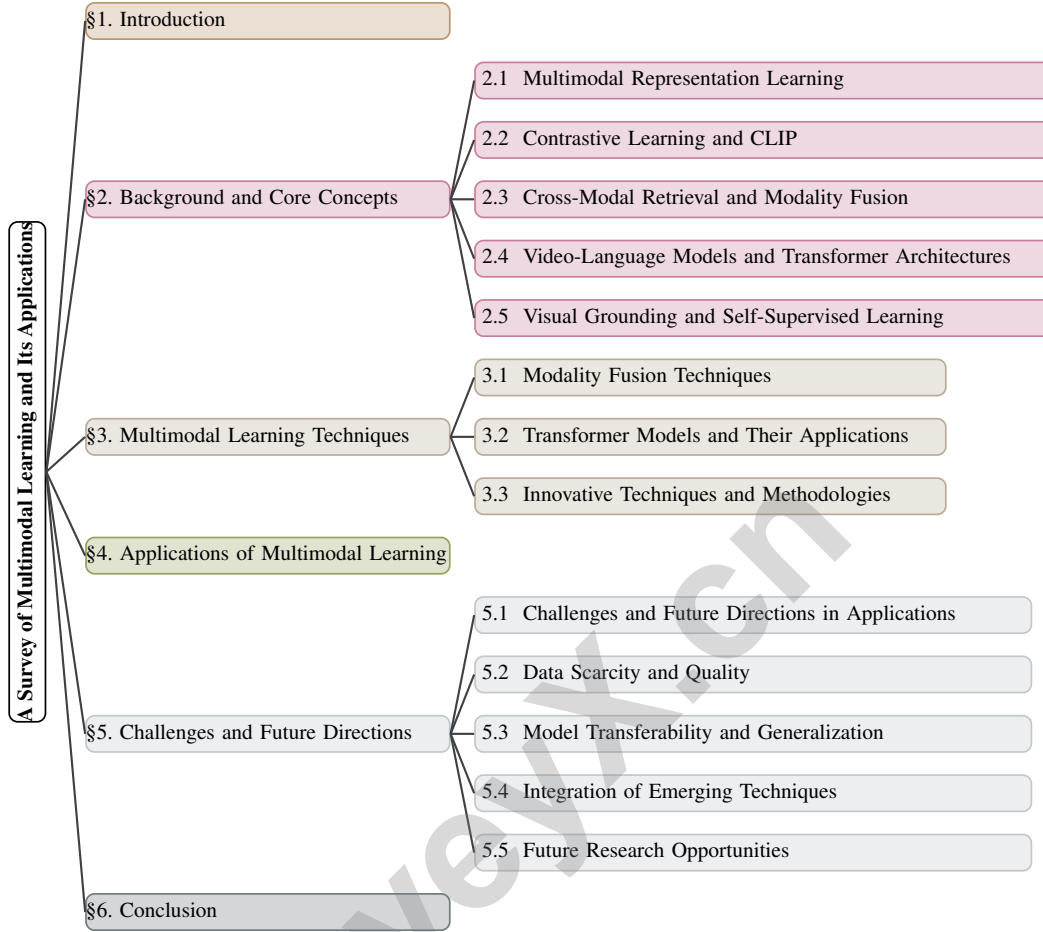 A Survey of Multimodal Learning and Its Applications
§1. Introduction
§2. Background and Core Concepts
2.1 Multimodal Representation Learning
2.2 Contrastive Learning and CLIP
2.3 Cross-Modal Retrieval and Modality Fusion
2.4 Video-Language Models and Transformer Architectures
2.5 Visual Grounding and Self-Supervised Learning
§3. Multimodal Learning Techniques
3.1 Modality Fusion Techniques
3.2 Transformer Models and Their Applications
3.3 Innovative Techniques and Methodologies
§4. Applications of Multimodal Learning
§5. Challenges and Future Directions
5.1 Challenges and Future Directions in Applications
5.2 Data Scarcity and Quality
5.3 Model Transferability and Generalization
5.4 Integration of Emerging Techniques
5.5 Future Research Opportunities
§6. Conclusion
veyX.cn